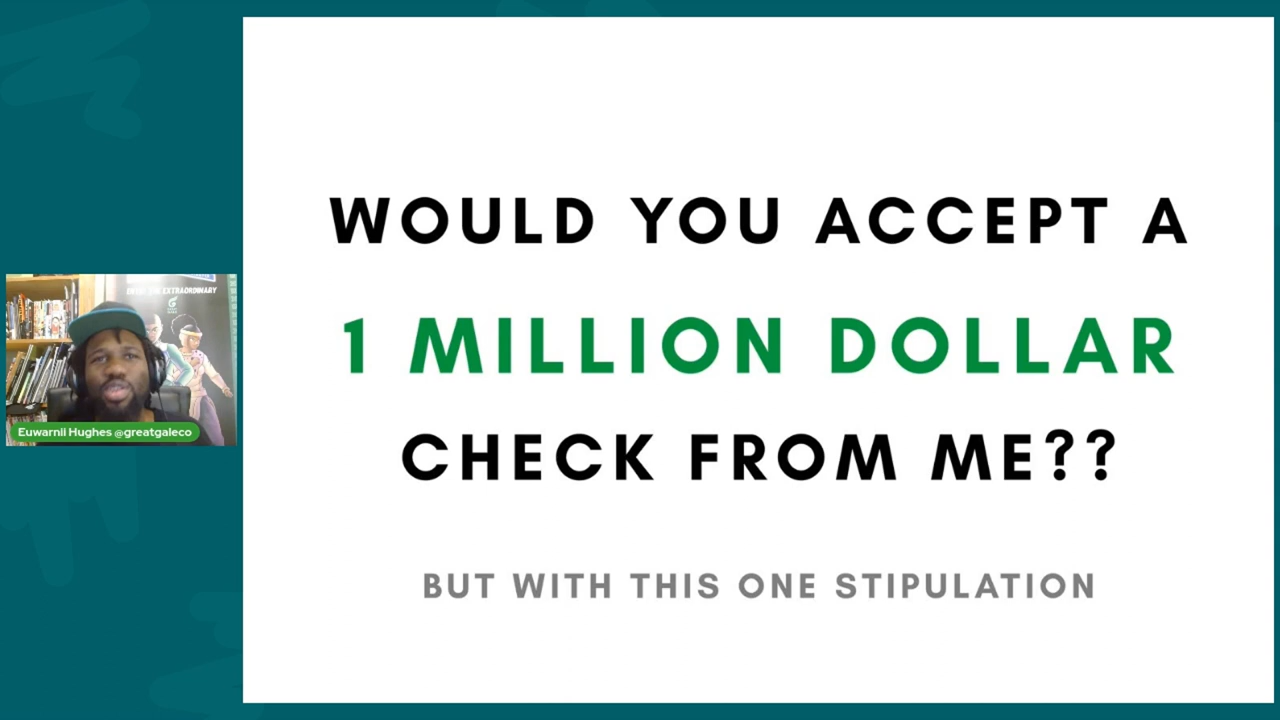 WOULD YOU ACCEPT A
1 MILLION DOLLAR
CHECK FROM ME??
BUT WITH THIS ONE STIPULATION
EXTRAORDINARY
Euwarnii Hughes @greatgaleco